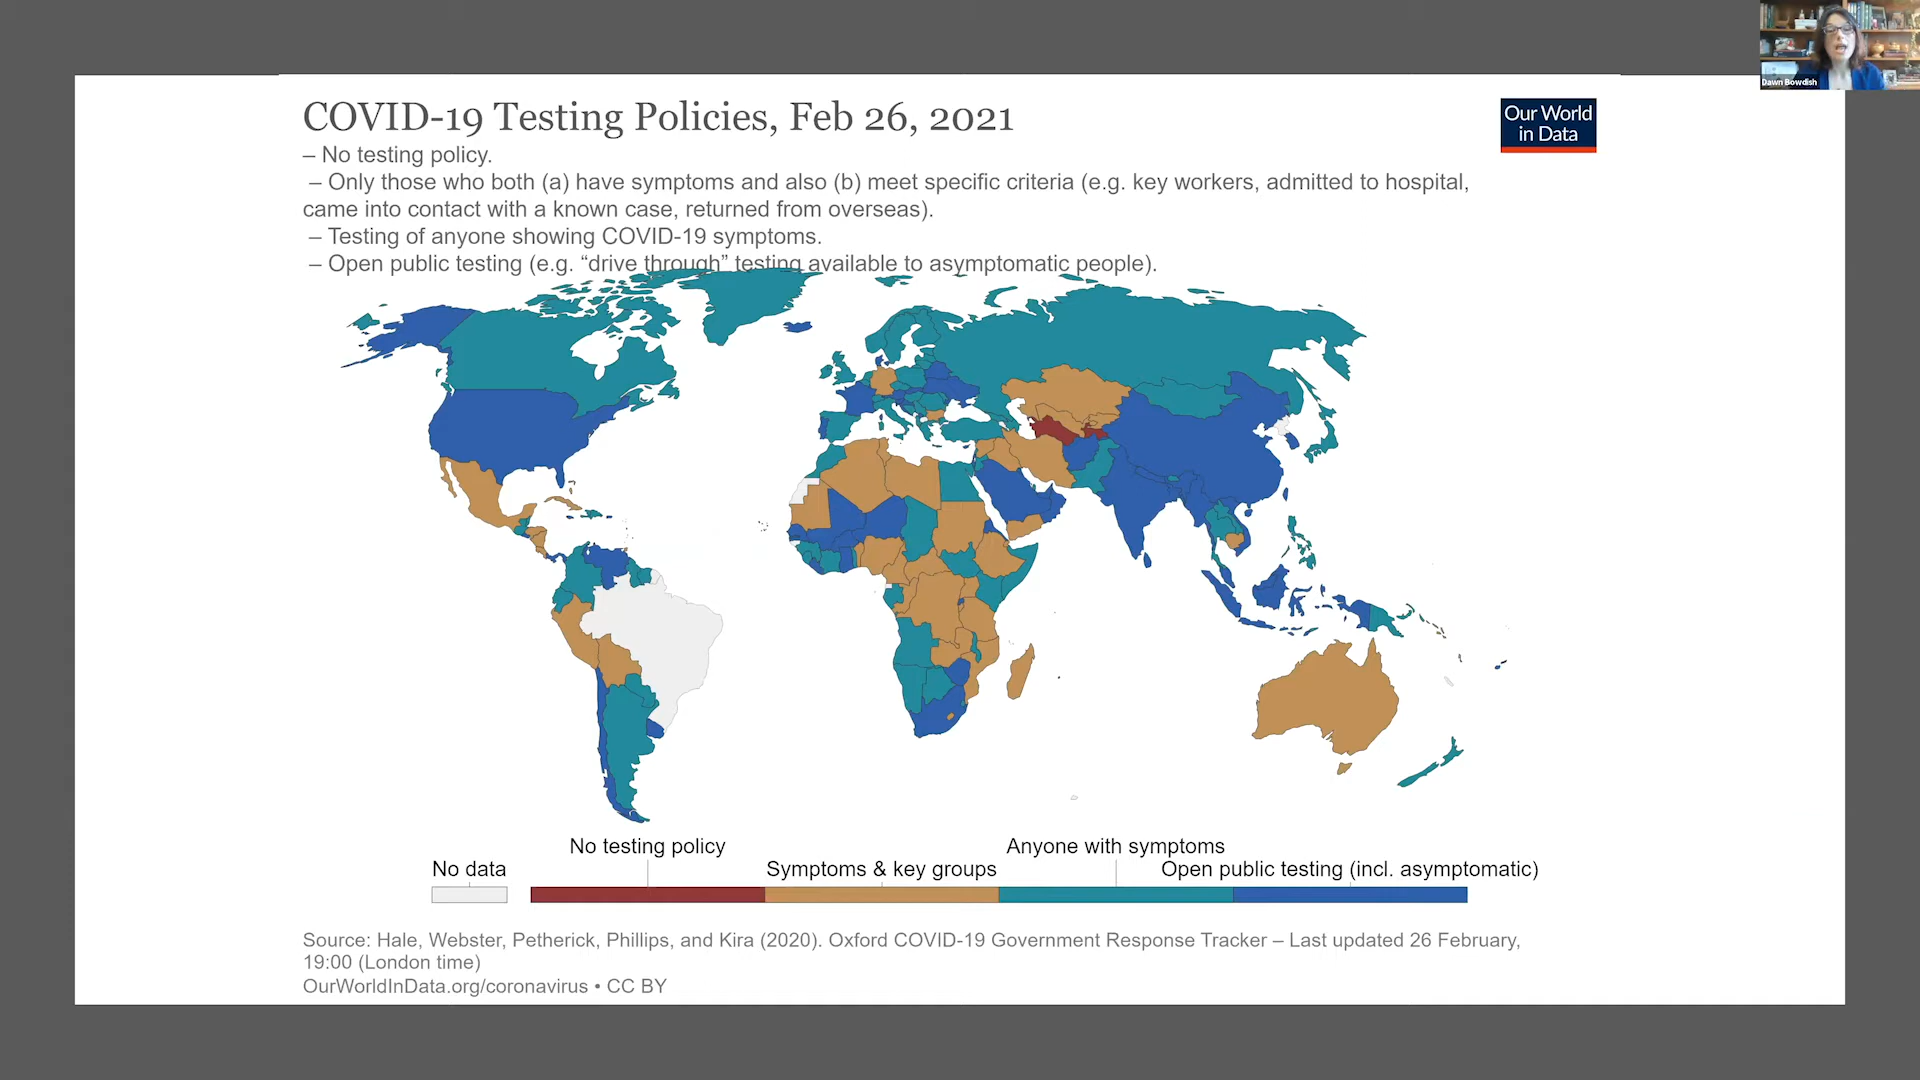 Dawn Bowdish
COVID-19 Testing Policies, Feb 26, 2021
Our World
in Data
– No testing policy.
– Only those who both (a) have symptoms and also (b) meet specific criteria (e.g. key workers, admitted to hospital,
came into contact with a known case, returned from overseas).
– Testing of anyone showing COVID-19 symptoms.
– Open public testing (e.g. “drive through” testing available to asymptomatic people).
No data
No testing policy
Symptoms & key groups
Anyone with symptoms
Open public testing (incl. asymptomatic)
Source: Hale, Webster, Petherick, Phillips, and Kira (2020). Oxford COVID-19 Government Response Tracker – Last updated 26 February,
19:00 (London time)
OurWorldInData.org/coronavirus • CC BY